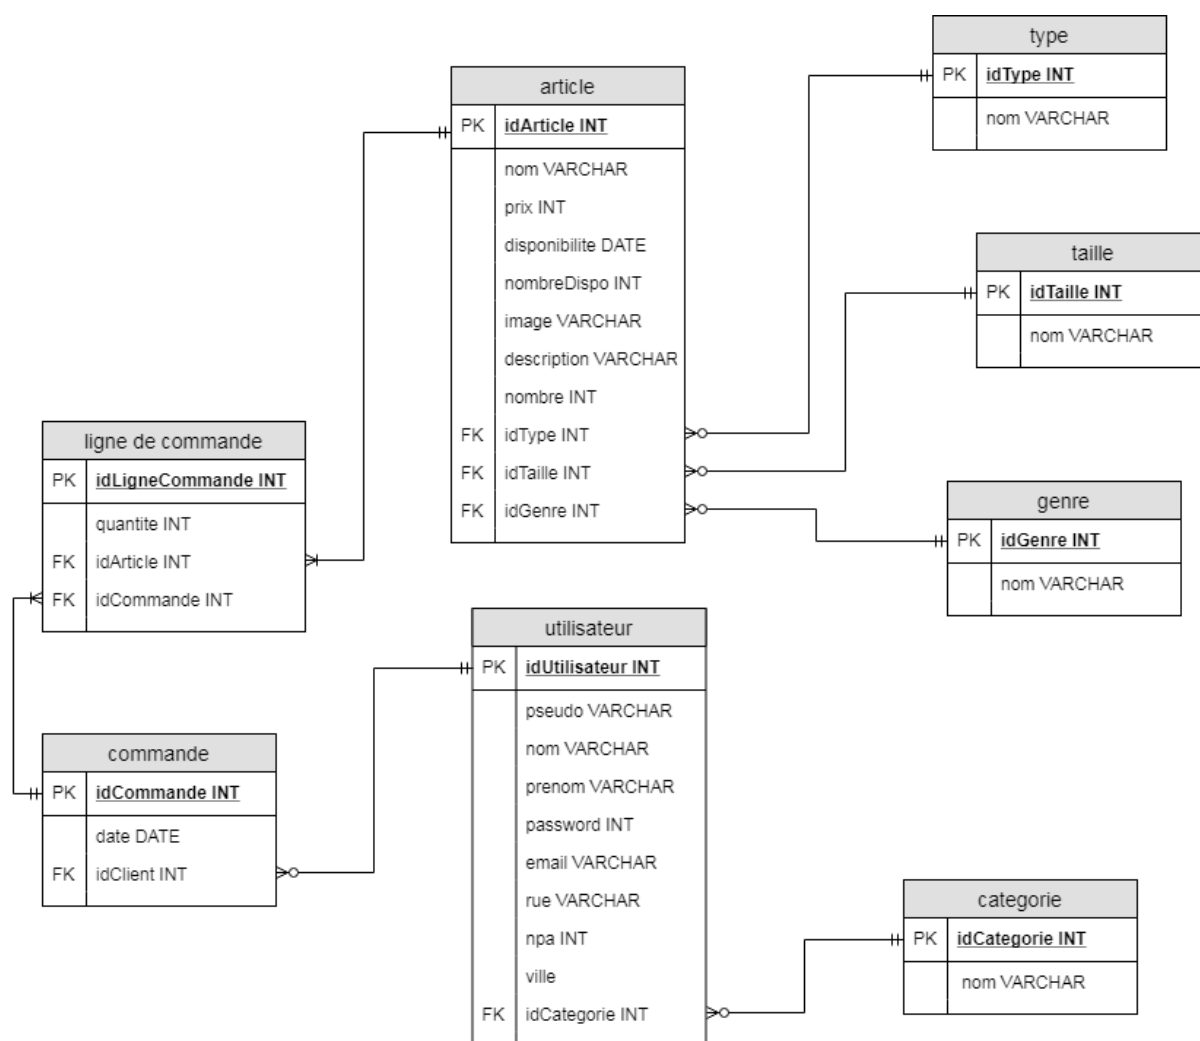 type
PK idType INT
nom VARCHAR
article
PK idArticle INT
nom VARCHAR
prix INT
disponibilite DATE
nombreDispo INT
image VARCHAR
description VARCHAR
nombre INT
FK idType INT
FK idTaille INT
FK idGenre INT
taille
PK idTaille INT
nom VARCHAR
ligne de commande
PK idLigneCommande INT
quantite INT
FK idArticle INT
FK idCommande INT
genre
PK idGenre INT
nom VARCHAR
utilisateur
PK idUtilisateur INT
pseudo VARCHAR
nom VARCHAR
prenom VARCHAR
password INT
email VARCHAR
rue VARCHAR
npa INT
ville
FK idCategorie INT
commande
PK idCommande INT
date DATE
FK idClient INT
categorie
PK idCategorie INT
nom VARCHAR